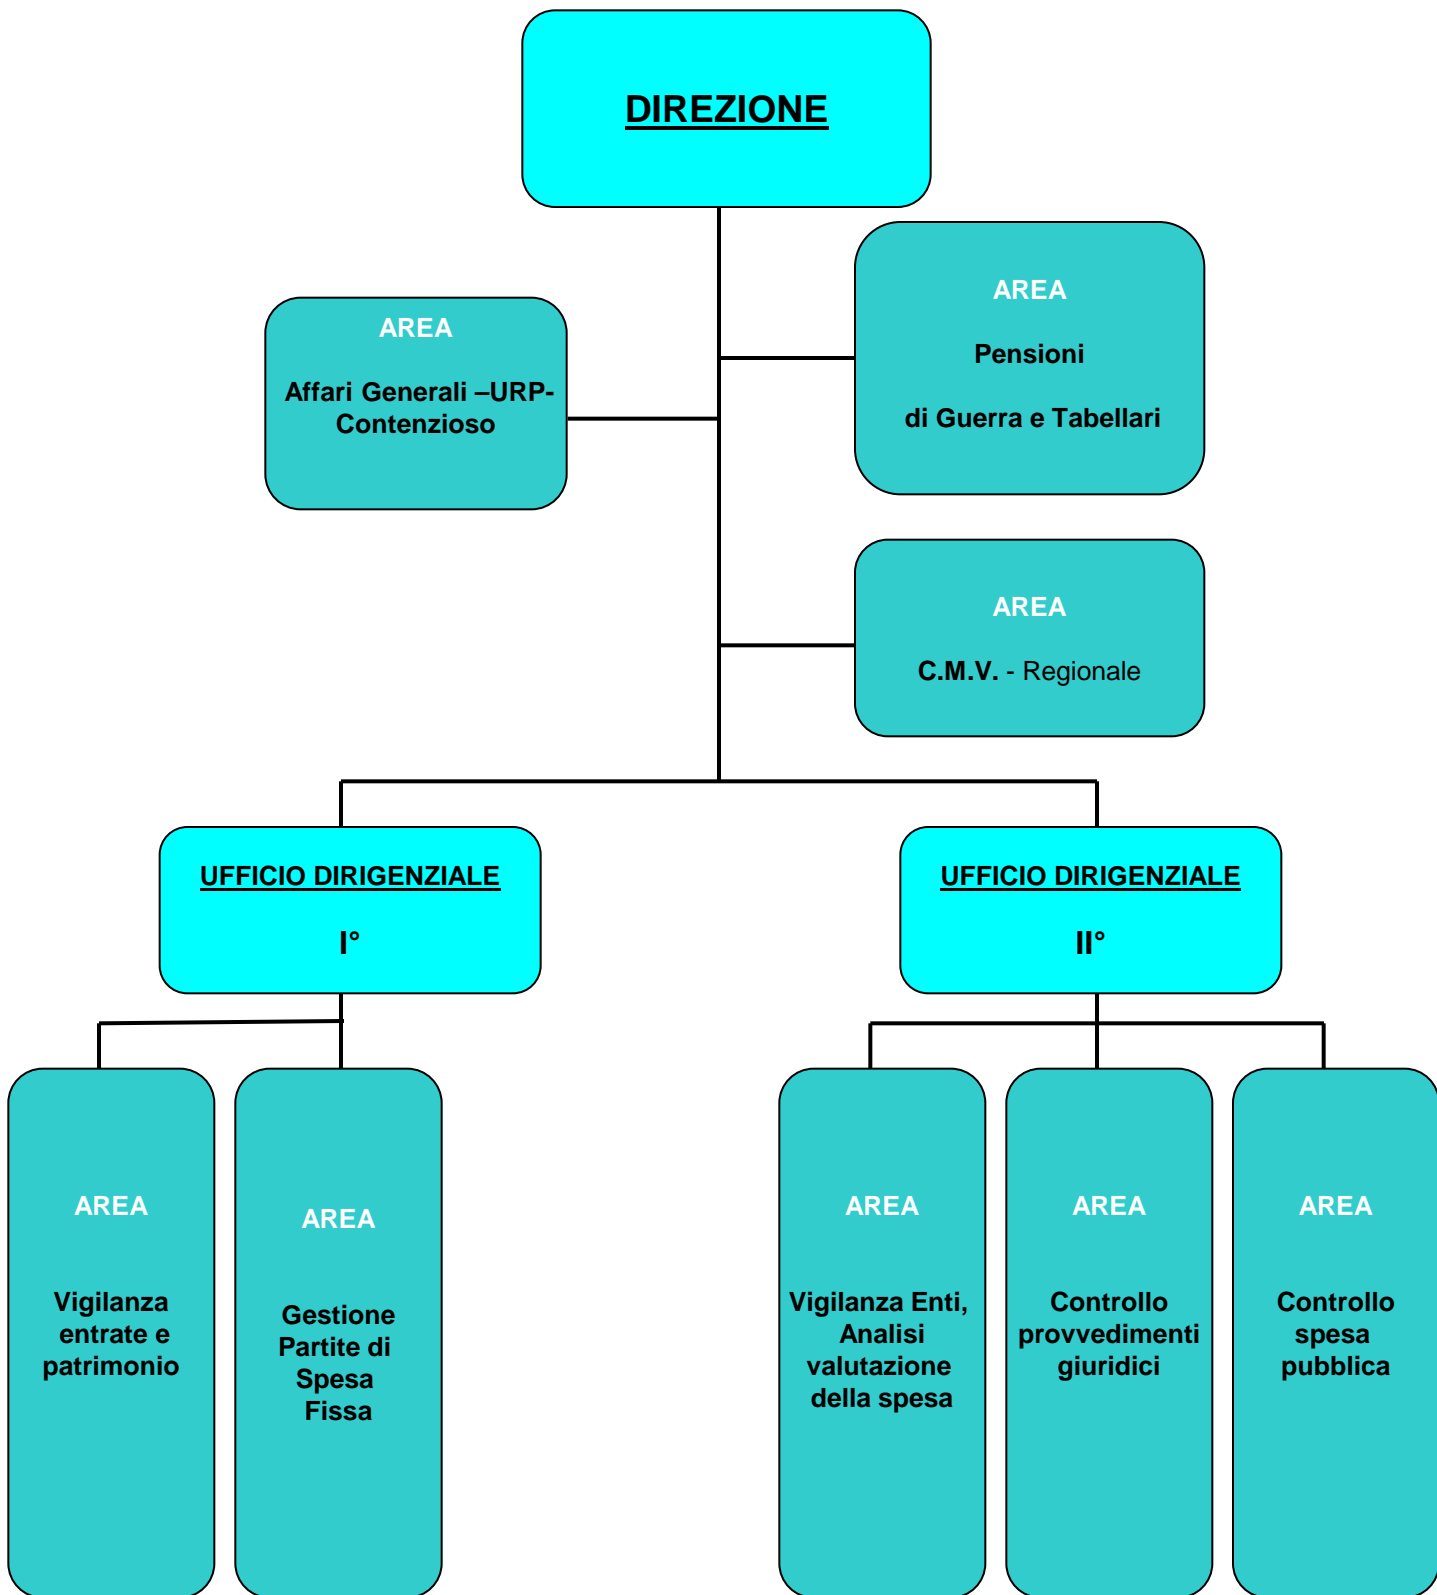 DIREZIONE
AREA
Affari Generali –URP-
Contenzioso
AREA
Pensioni
di Guerra e Tabellari
AREA
C.M.V. - Regionale
UFFICIO DIRIGENZIALE
I°
UFFICIO DIRIGENZIALE
II°
AREA
Vigilanza
entrate e
patrimonio
AREA
Gestione
Partite di
Spesa
Fissa
AREA
Vigilanza Enti,
Analisi
valutazione
della spesa
AREA
Controllo
provvedimenti
giuridici
AREA
Controllo
spesa
pubblica